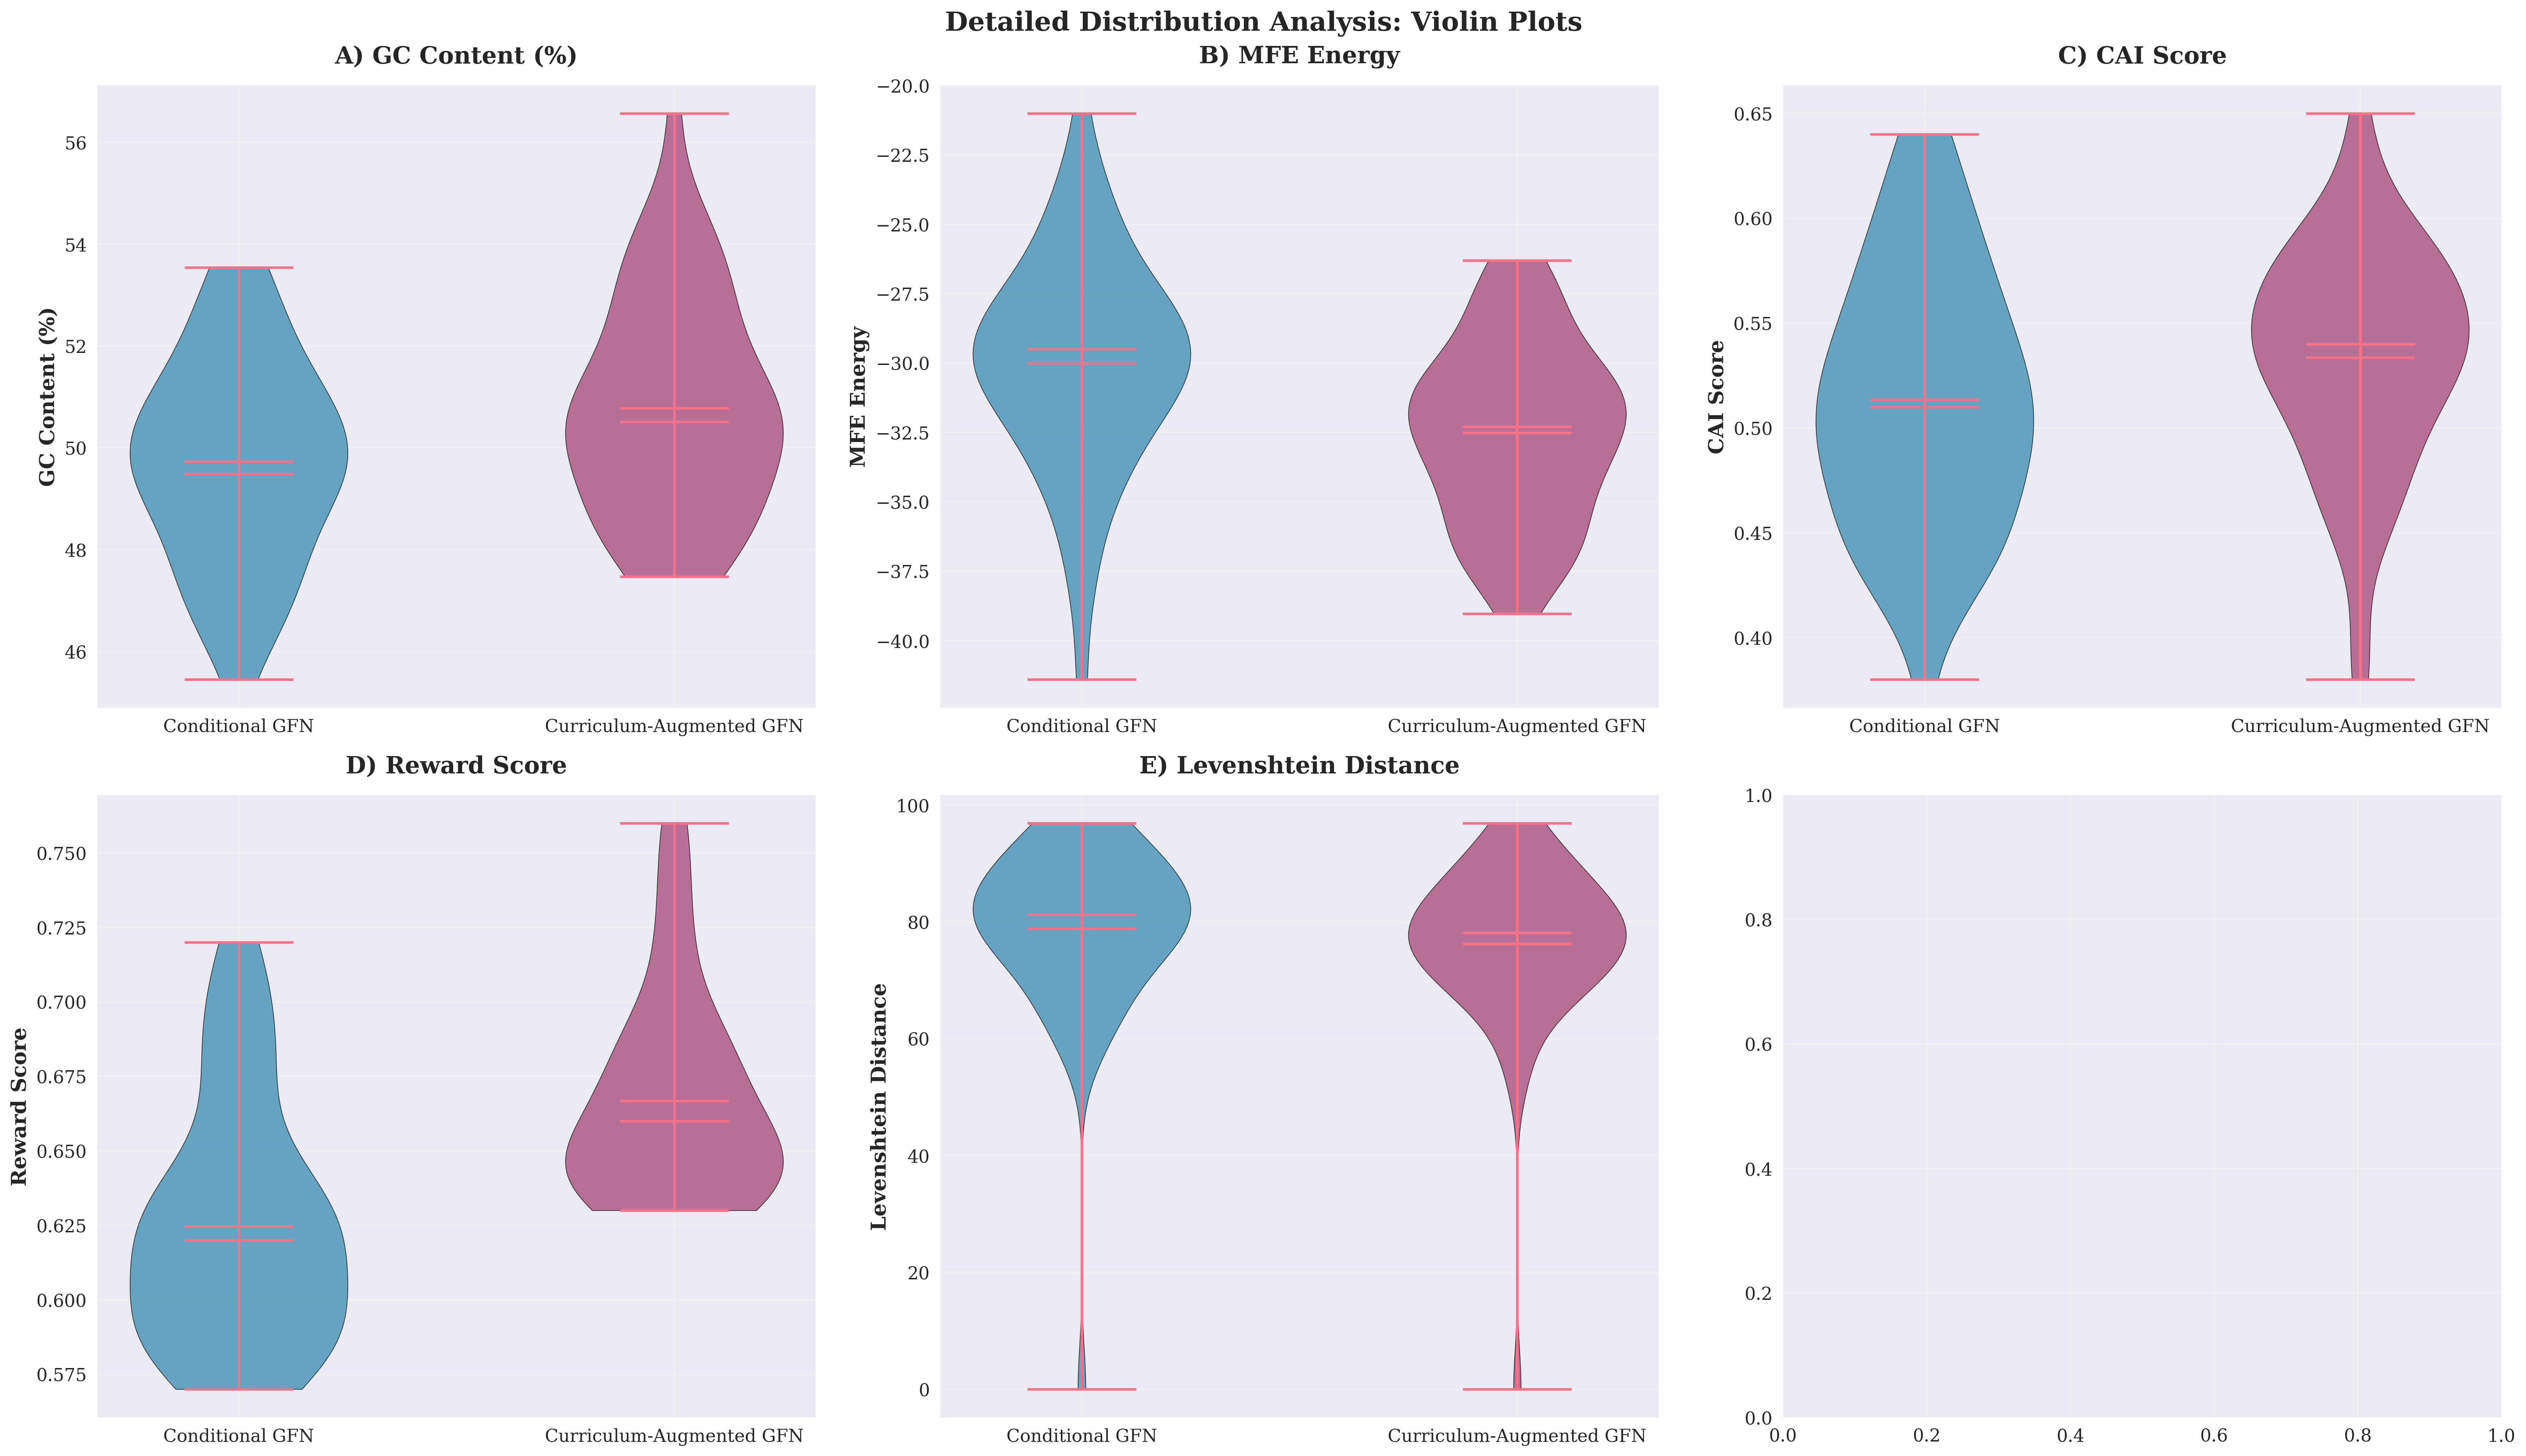 Detailed Distribution Analysis: Violin Plots
A) GC Content (%)
GC Content (%)
56
54
52
50
48
46
Conditional GFN
Curriculum-Augmented GFN
B) MFE Energy
MFE Energy
−20.0
−22.5
−25.0
−27.5
−30.0
−32.5
−35.0
−37.5
−40.0
Conditional GFN
Curriculum-Augmented GFN
C) CAI Score
CAI Score
0.65
0.60
0.55
0.50
0.45
0.40
Conditional GFN
Curriculum-Augmented GFN
D) Reward Score
Reward Score
0.750
0.725
0.700
0.675
0.650
0.625
0.600
0.575
Conditional GFN
Curriculum-Augmented GFN
E) Levenshtein Distance
Levenshtein Distance
100
80
60
40
20
0
Conditional GFN
Curriculum-Augmented GFN
1.0
0.8
0.6
0.4
0.2
0.0
0.0 0.2 0.4 0.6 0.8 1.0